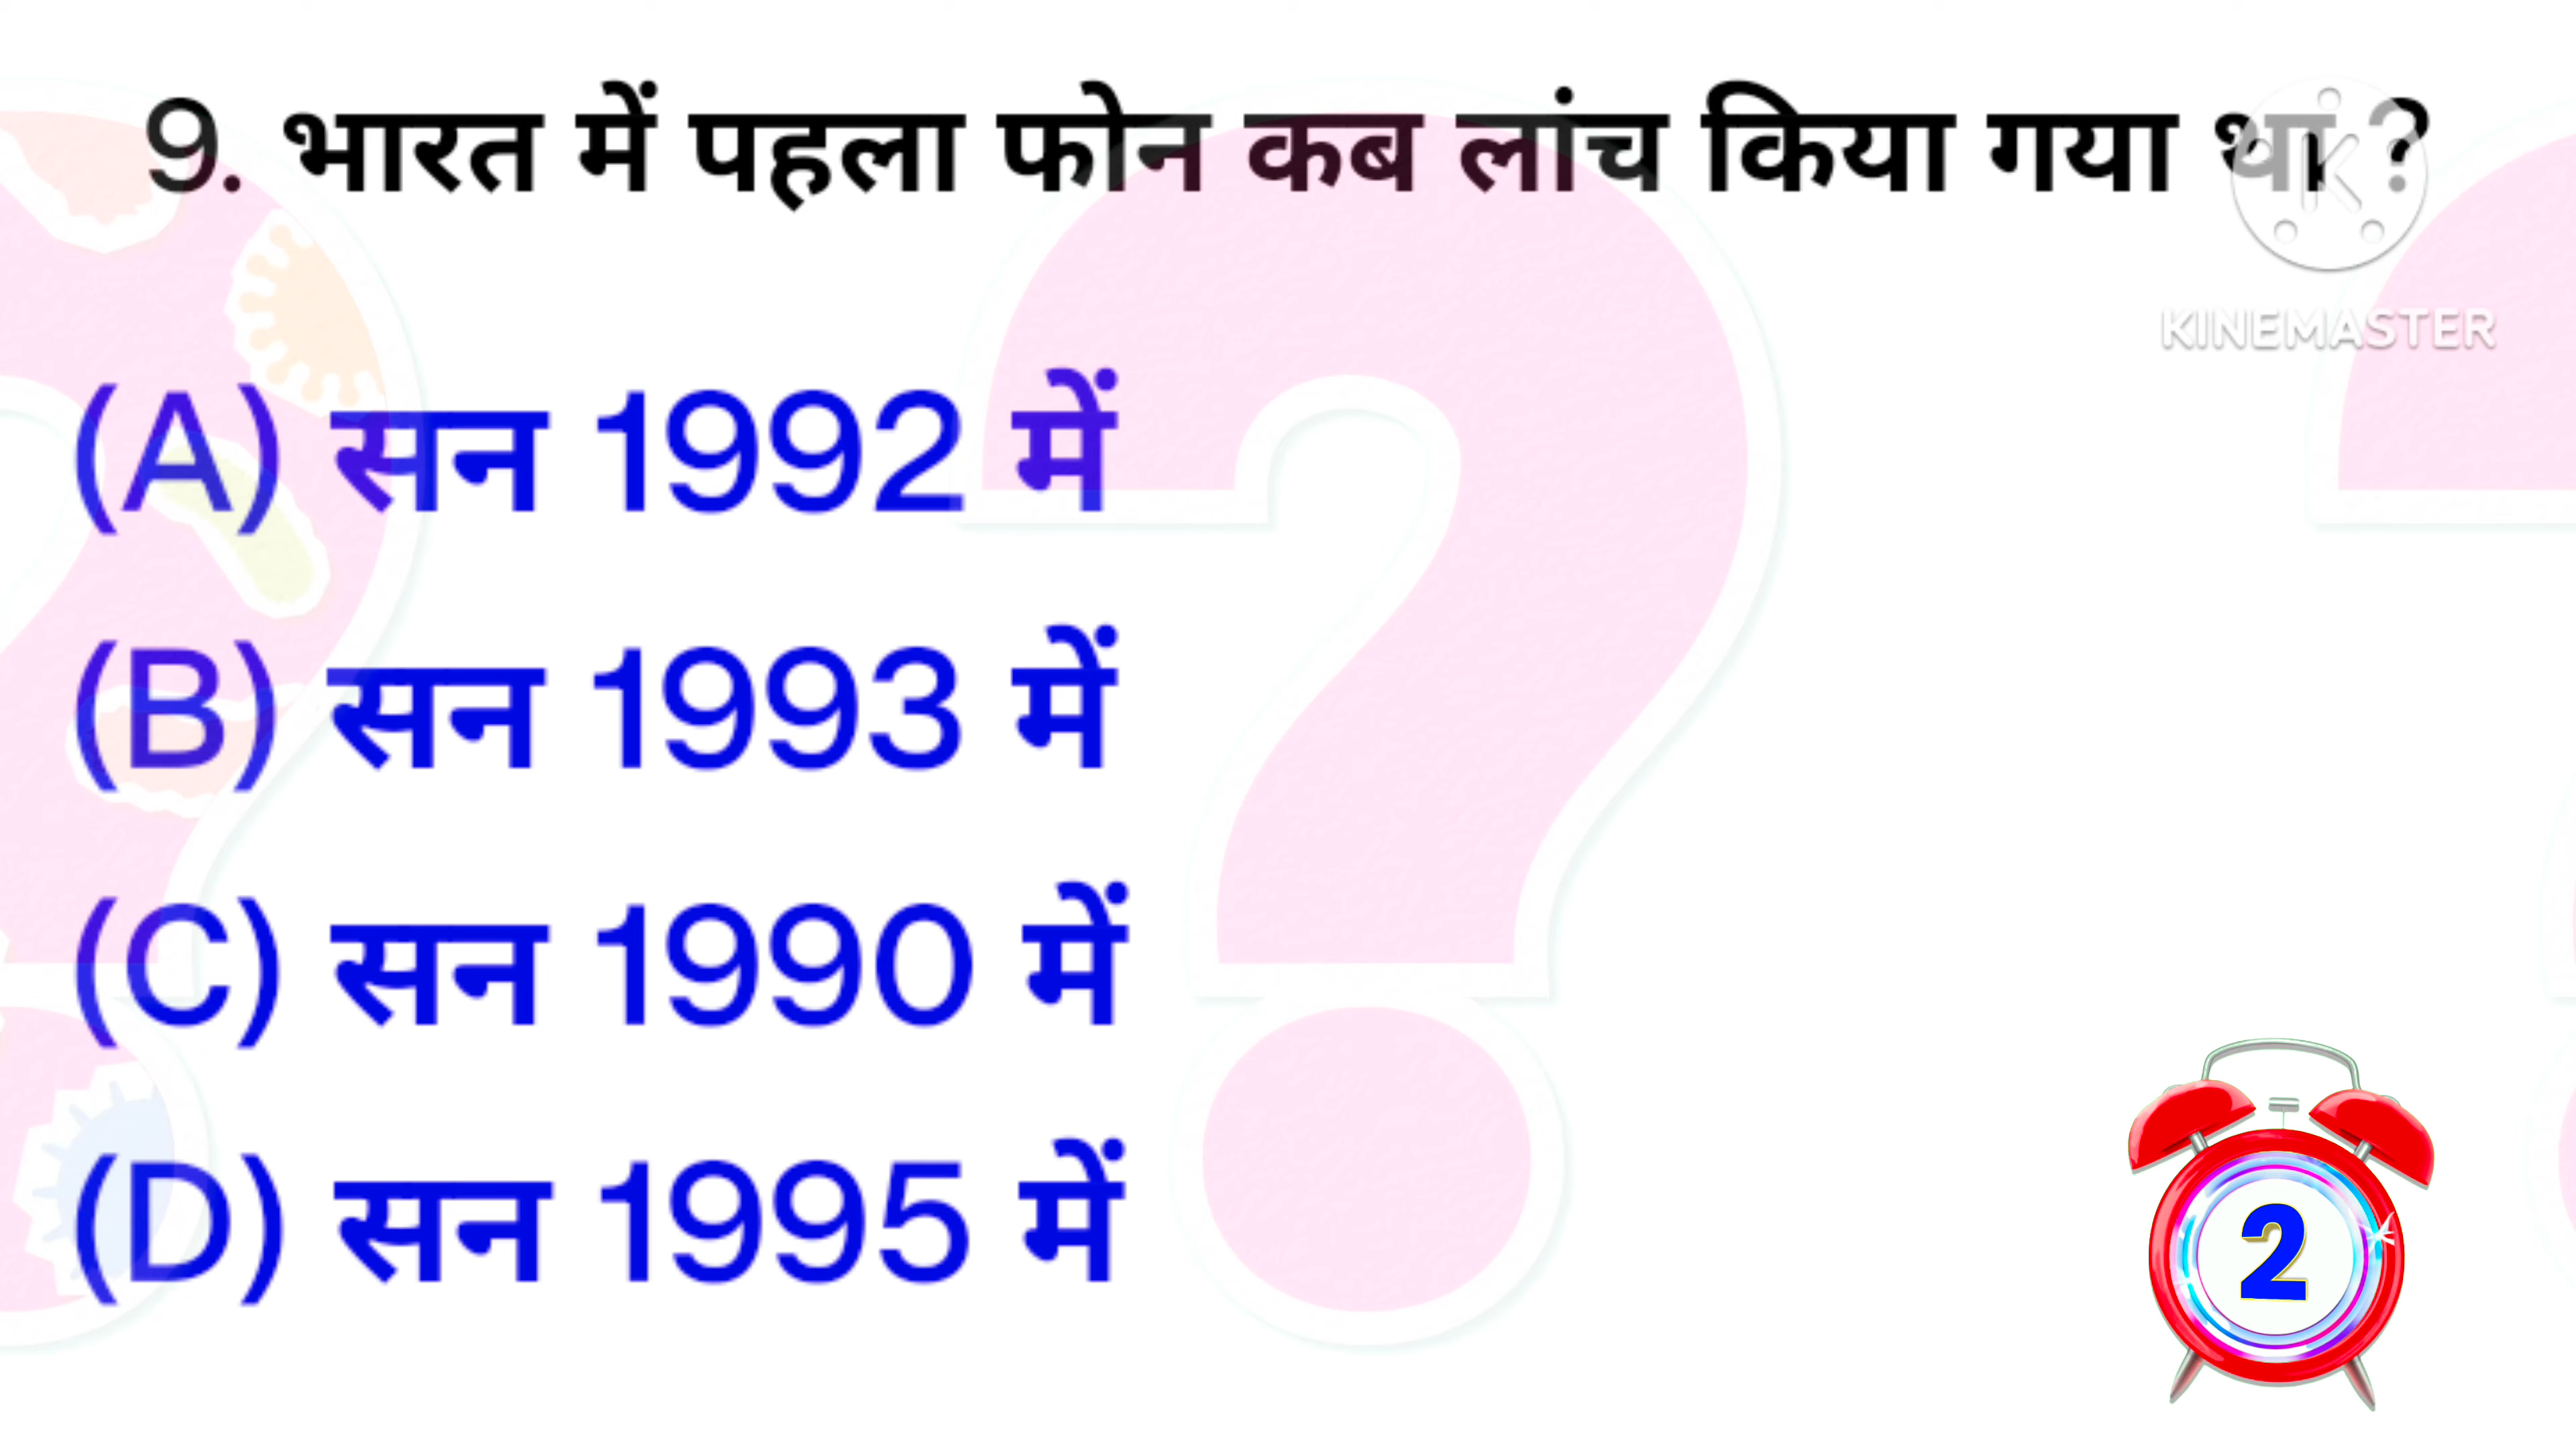 9. भारत में पहला फोन कब लांच किया गया था ?
KINEMASTER
(A) सन 1992 में
(B) सन 1993 में
(C) सन 1990 में
(D) सन 1995 में
2